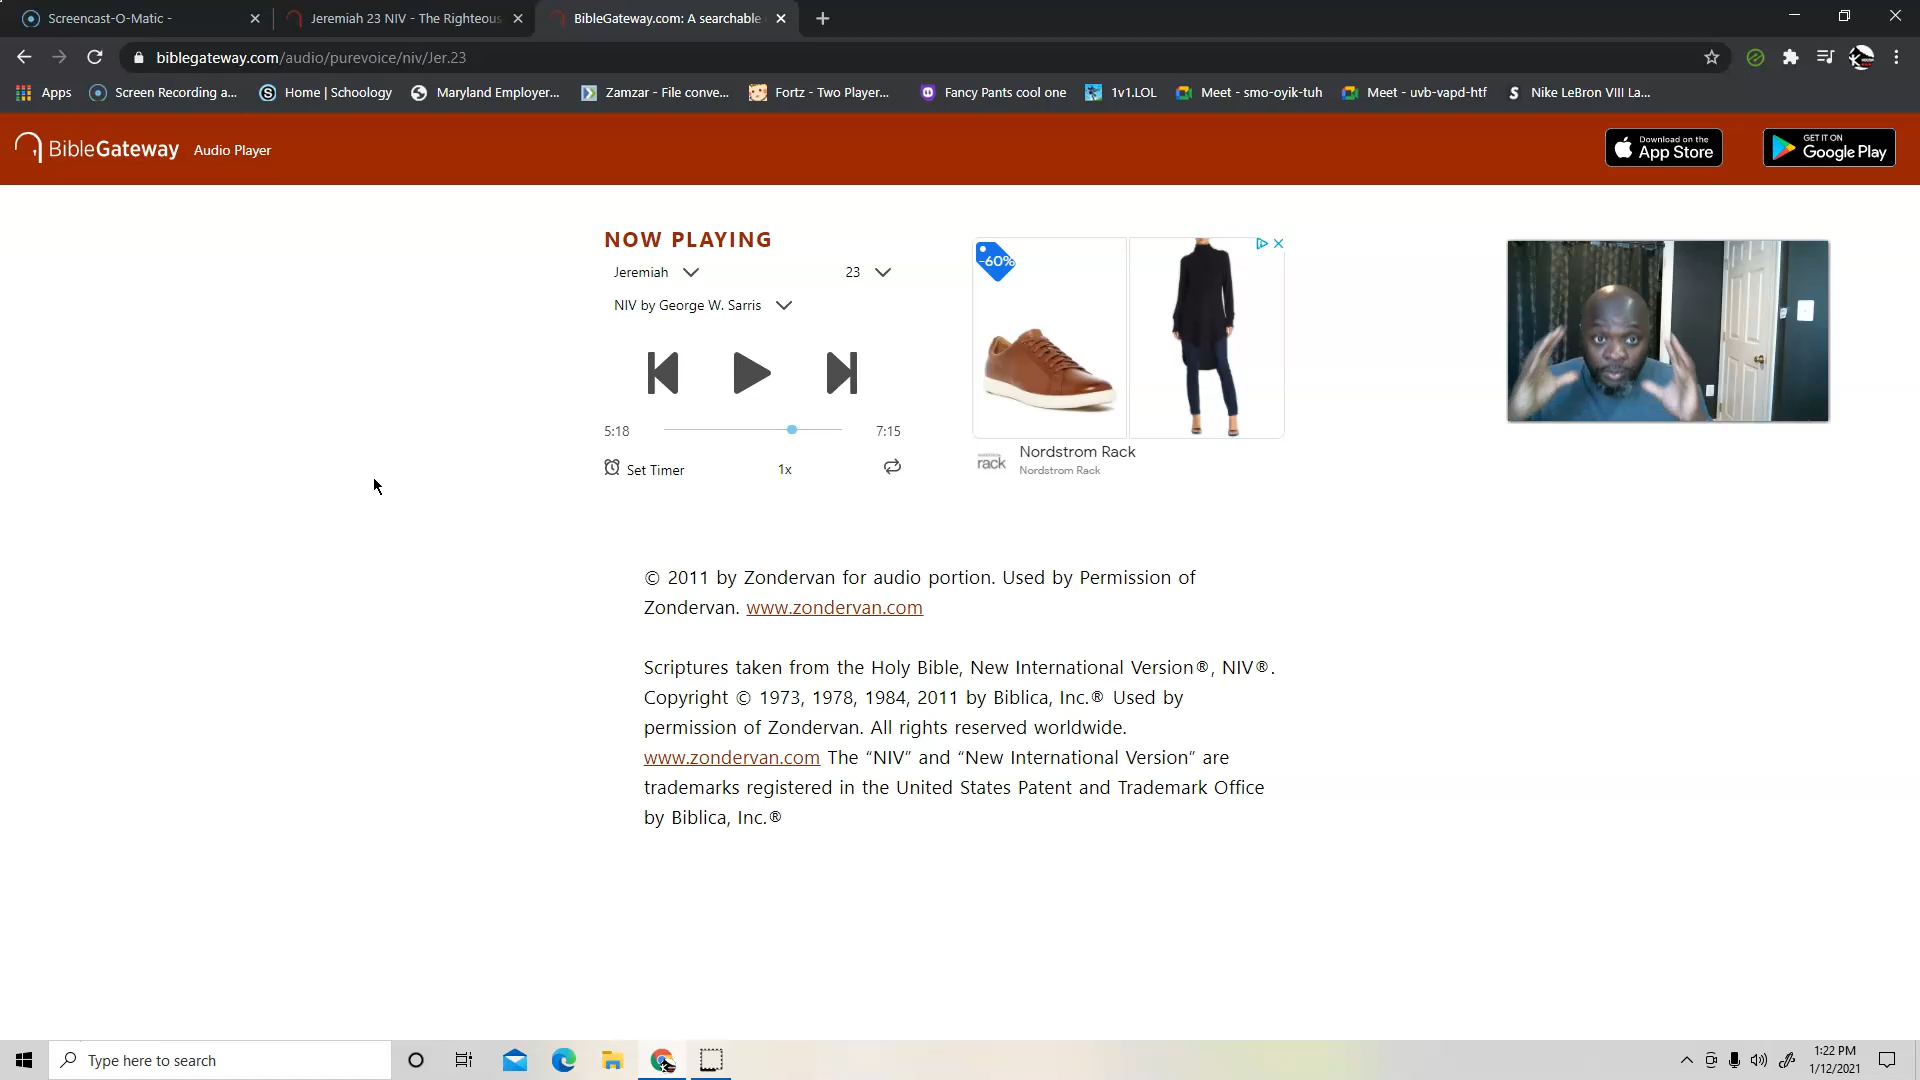 Screencast-O-Matic -
Jeremiah 23 NIV - The Righteous
BibleGateway.com: A searchable
biblegateway.com/audio/purevoice/niv/Jer.23
Apps
Screen Recording a...
Home | Schoology
Maryland Employer...
Zamzar - File conve...
Fortz - Two Player...
Fancy Pants cool one
1v1.LOL
Meet - smo-oyik-tuh
Meet - uvb-vapd-htf
Nike LeBron VIII La...
BibleGateway
Audio Player
Download on the
App Store
GET IT ON
Google Play
NOW PLAYING
Jeremiah
23
NIV by George W. Sarris
5:18
7:15
Set Timer
1x
-60%
rack
Nordstrom Rack
Nordstrom Rack
© 2011 by Zondervan for audio portion. Used by Permission of
Zondervan. www.zondervan.com
Scriptures taken from the Holy Bible, New International Version®, NIV®.
Copyright © 1973, 1978, 1984, 2011 by Biblica, Inc.® Used by
permission of Zondervan. All rights reserved worldwide.
www.zondervan.com The “NIV” and “New International Version” are
trademarks registered in the United States Patent and Trademark Office
by Biblica, Inc.®
Type here to search
1:22 PM
1/12/2021